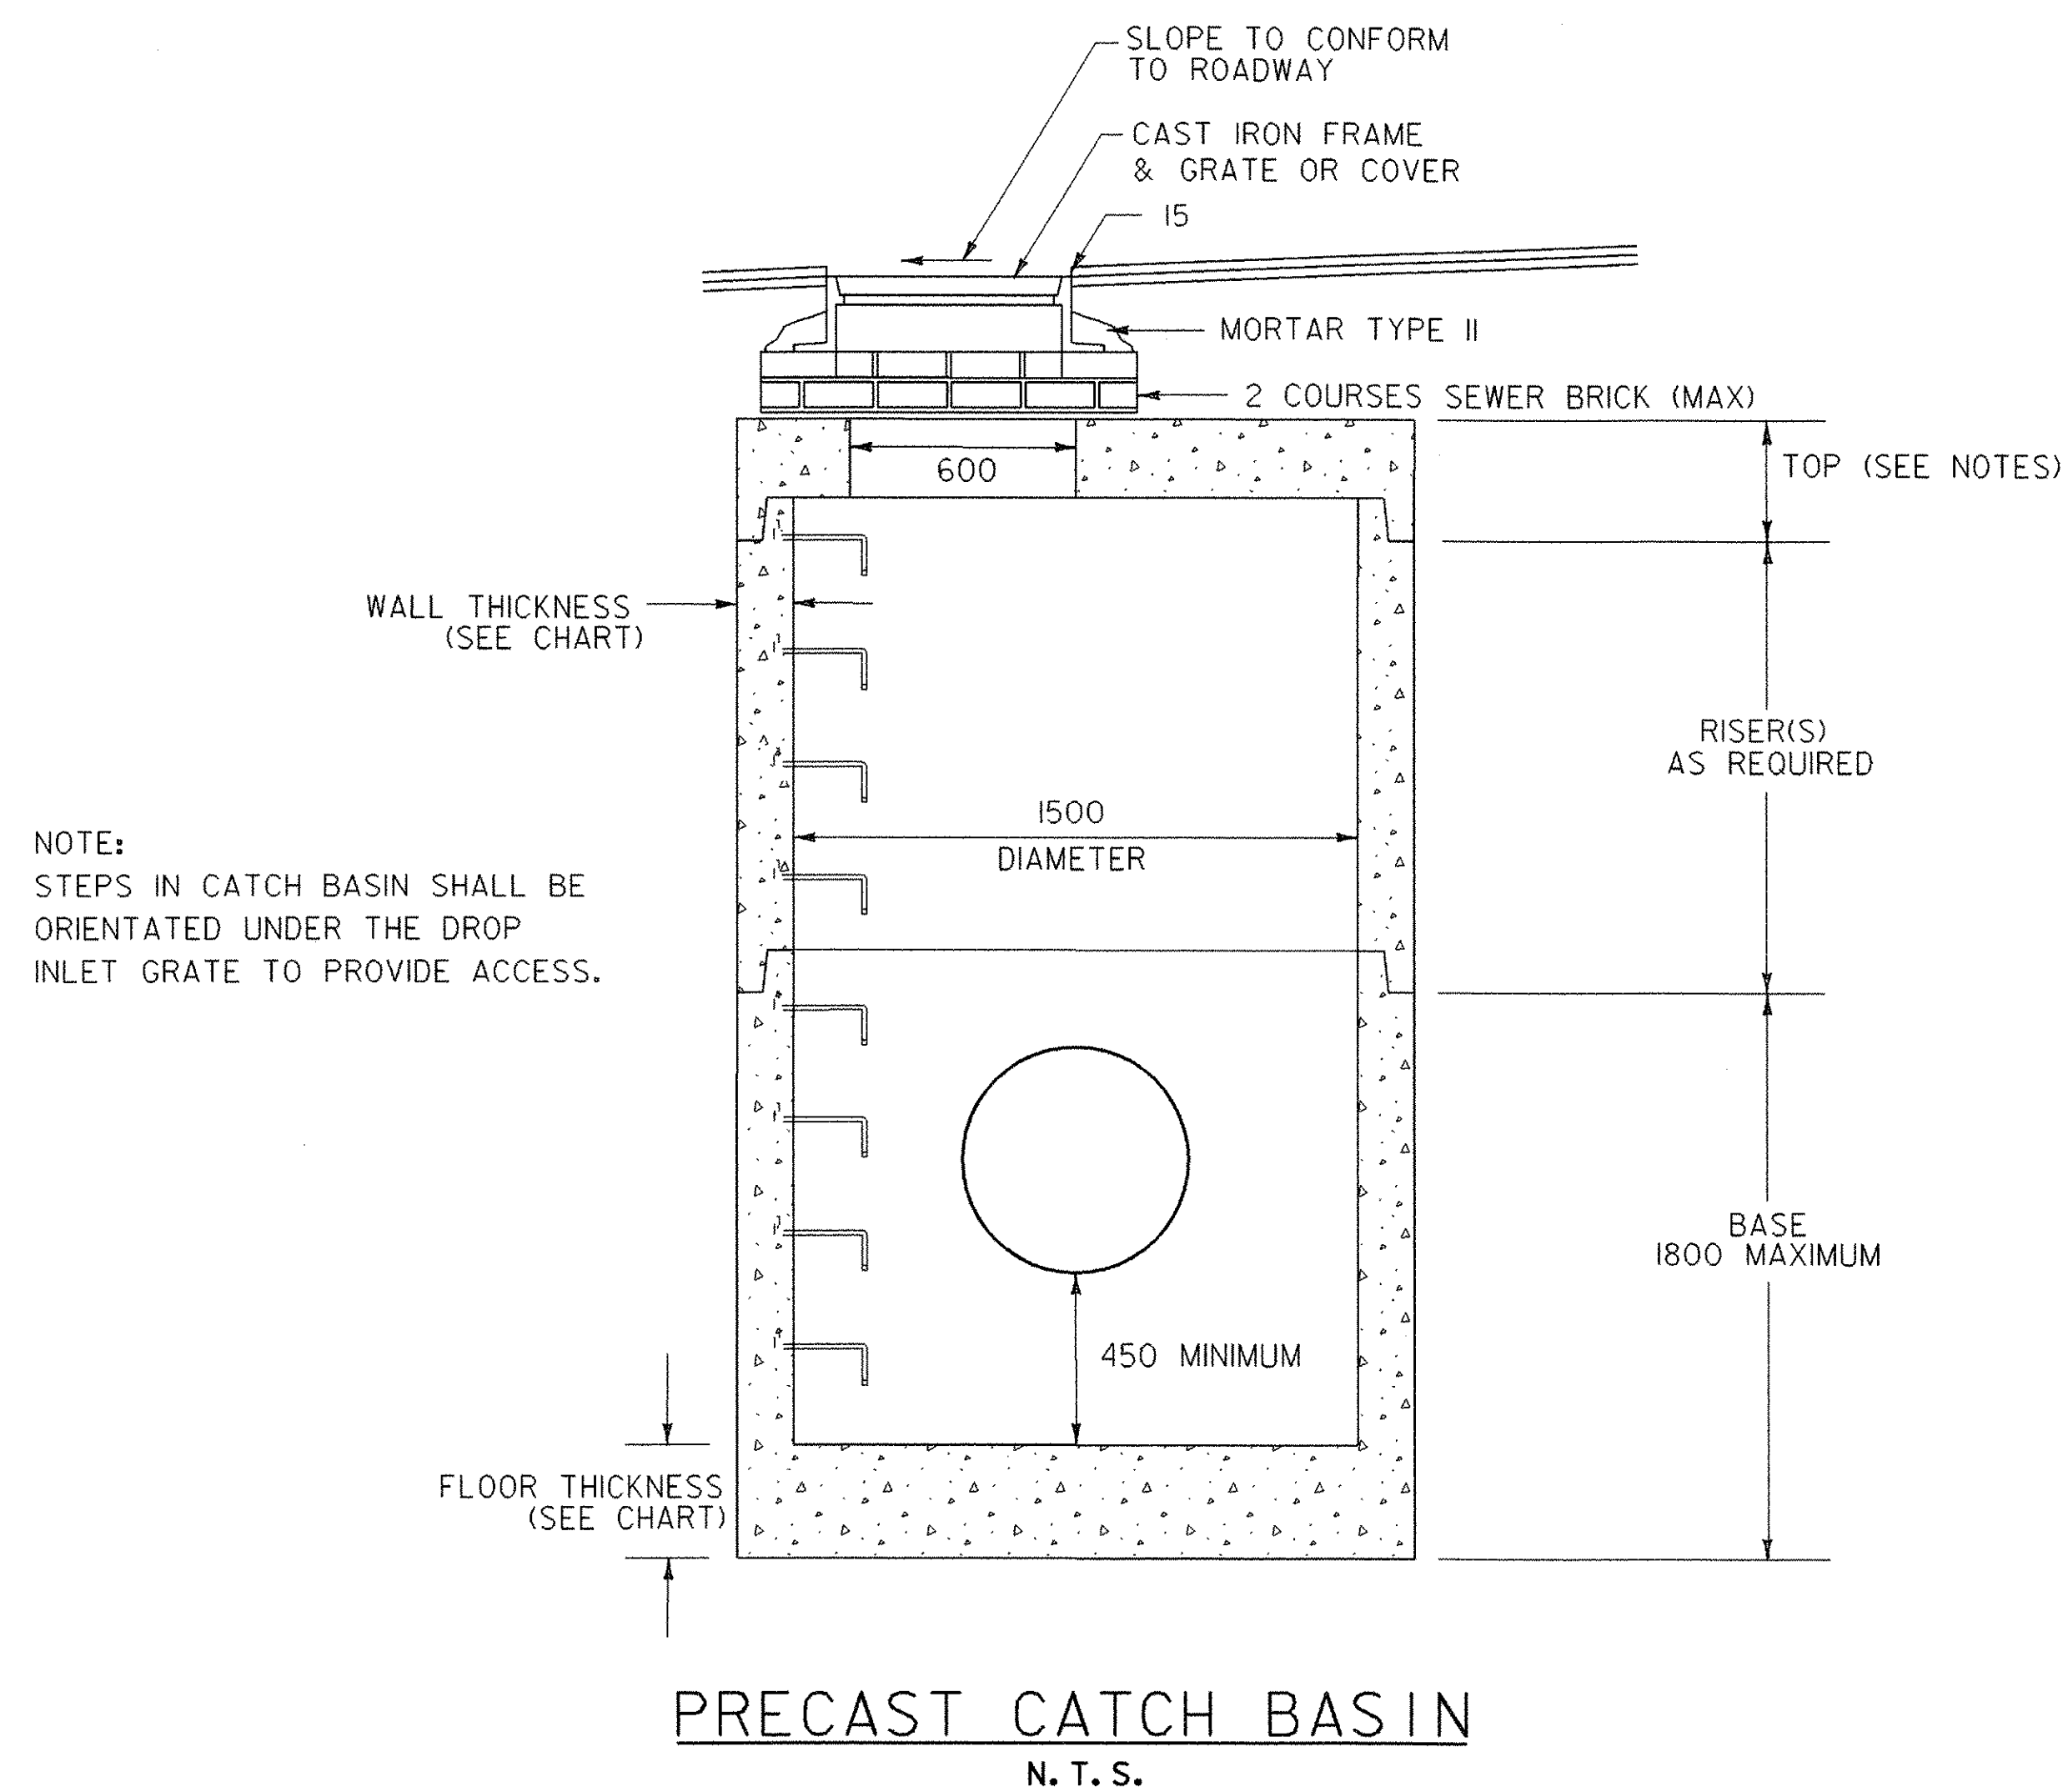 SLOPE TO CONFORM
TO ROADWAY
CAST IRON FRAME
& GRATE OR COVER
15
MORTAR TYPE II
2 COURSES SEWER BRICK (MAX)
600
TOP (SEE NOTES)
WALL THICKNESS
(SEE CHART)
RISER(S)
AS REQUIRED
1500
DIAMETER
NOTE:
STEPS IN CATCH BASIN SHALL BE
ORIENTATED UNDER THE DROP
INLET GRATE TO PROVIDE ACCESS.
BASE
1800 MAXIMUM
450 MINIMUM
FLOOR THICKNESS
(SEE CHART)
PRECAST CATCH BASIN
N.T.S.